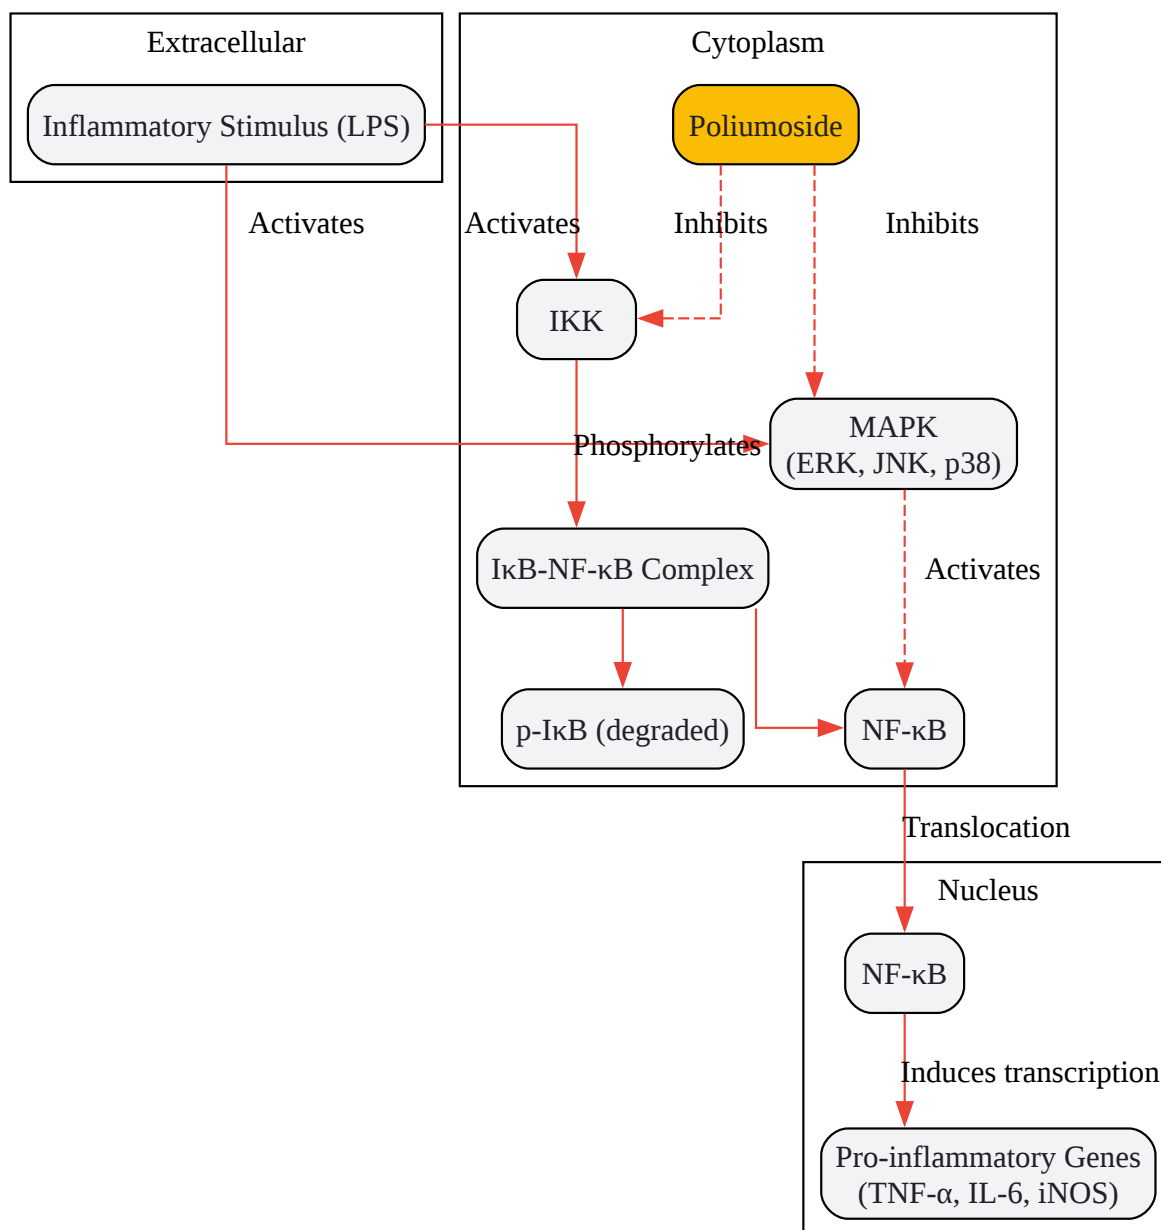 Extracellular
Cytoplasm
Inflammatory Stimulus (LPS)
Poliumoside
Activates
Activates
Inhibits
Inhibits
IKK
MAPK
(ERK, JNK, p38)
Phosphorylates
IκB-NF-κB Complex
Activates
p-IκB (degraded)
NF-κB
Translocation
Nucleus
NF-κB
Induces transcription
Pro-inflammatory Genes
(TNF-α, IL-6, iNOS)